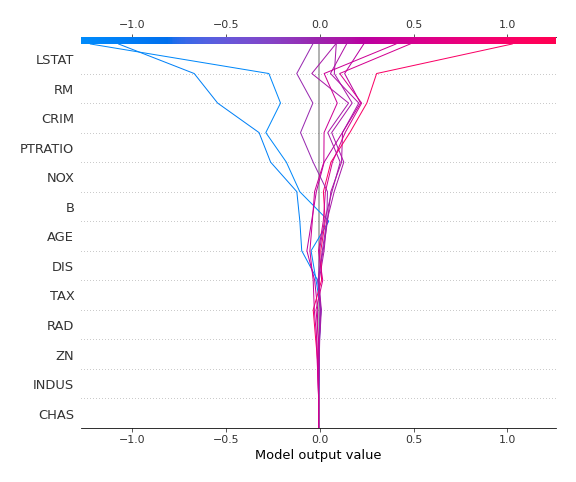 −1.0 −0.5 0.0 0.5 1.0
LSTAT
RM
CRIM
PTRATIO
NOX
B
AGE
DIS
TAX
RAD
ZN
INDUS
CHAS
−1.0 −0.5 0.0 0.5 1.0
Model output value